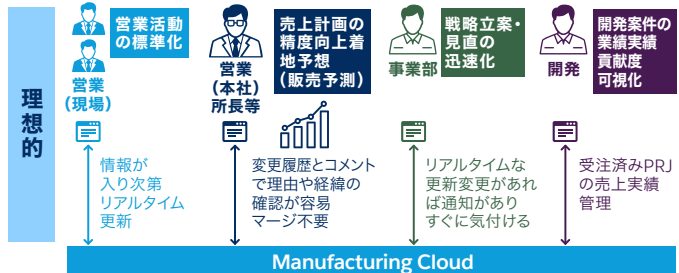 理想的
営業活動
の標準化
営業
(現場)
情報が
入り次第
リアルタイム
更新
売上計画の
精度向上着
地予想
(販売予測)
営業
(本社)
所長等
変更履歴とコメント
で理由や経緯の
確認が容易
マージ不要
戦略立案・
見直の
迅速化
事業部
リアルタイムな
更新変更があれ
ば通知があり
すぐに気付ける
開発案件の
業績実績
貢献度
可視化
開発
受注済みPRJ
の売上実績
管理
Manufacturing Cloud